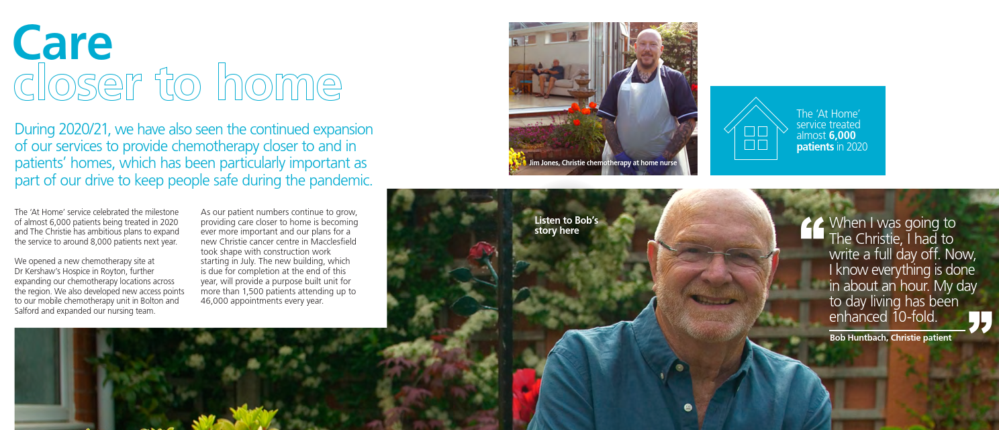 Care
closer to home
During 2020/21, we have also seen the continued expansion
of our services to provide chemotherapy closer to and in
patients’ homes, which has been particularly important as
part of our drive to keep people safe during the pandemic.
The ‘At Home’ service celebrated the milestone
of almost 6,000 patients being treated in 2020
and The Christie has ambitious plans to expand
the service to around 8,000 patients next year.
We opened a new chemotherapy site at
Dr Kershaw’s Hospice in Royton, further
expanding our chemotherapy locations across
the region. We also developed new access points
to our mobile chemotherapy unit in Bolton and
Salford and expanded our nursing team.
As our patient numbers continue to grow,
providing care closer to home is becoming
ever more important and our plans for a
new Christie cancer centre in Macclesfield
took shape with construction work
starting in July. The new building, which
is due for completion at the end of this
year, will provide a purpose built unit for
more than 1,500 patients attending up to
46,000 appointments every year.
Jim Jones, Christie chemotherapy at home nurse
The ‘At Home’
service treated
almost 6,000
patients in 2020
Listen to Bob’s
story here
“When I was going to
The Christie, I had to
write a full day off. Now,
I know everything is done
in about an hour. My day
to day living has been
enhanced 10-fold.”
Bob Huntbach, Christie patient